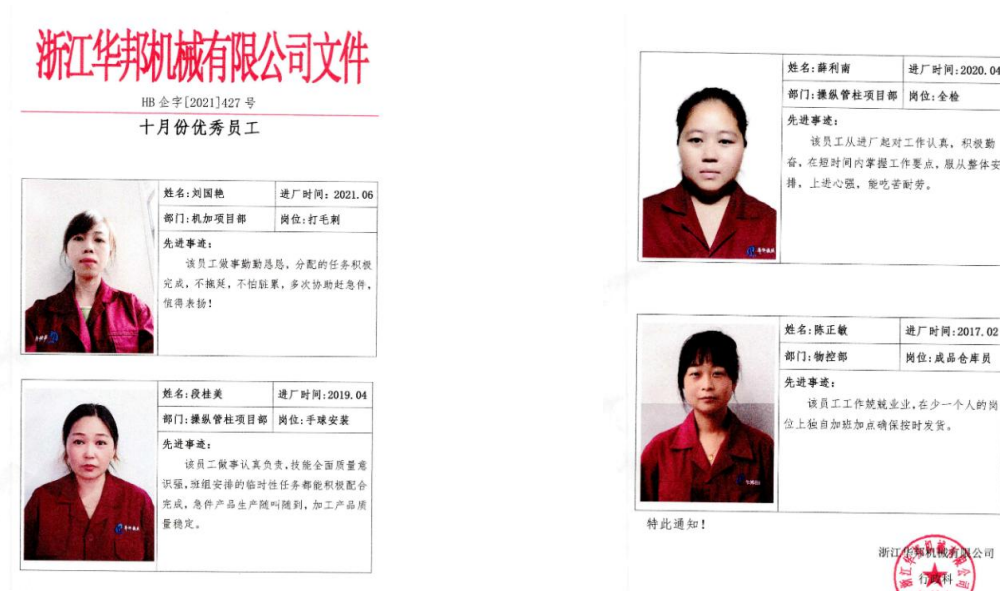 浙江华邦机械有限公司文件
HB 企字[2021]427 号
十月份优秀员工
姓名:刘国艳
进厂时间: 2021.06
部门:机加项目部
岗位:打毛刺
先进事迹:
该员工做事勤勤恳恳,分配的任务积极
完成,不拖延,不怕脏累,多次协助赶急件,
值得表扬!
姓名:段桂美
进厂时间:2019.04
部门:操纵管柱项目部
岗位:手球安装
先进事迹:
该员工做事认真负责,技能全面质量意
识强,班组安排的临时性任务都能积极配合
完成,急件产品生产随叫随到,加工产品质
量稳定。
姓名:薛利南
进厂时间:2020.04
部门:操纵管柱项目部
岗位:全检
先进事迹:
该员工从进厂起对工作认真,积极勤
奋,在短时间内掌握工作要点,服从整体安
排,上进心强,能吃苦耐劳。
姓名:陈正敏
进厂时间:2017.02
部门:物控部
岗位:成品仓库员
先进事迹:
该员工工作兢兢业业,在少一个人的岗
位上独自加班加点确保按时发货。
特此通知!
浙江华邦机械有限公司
行政科